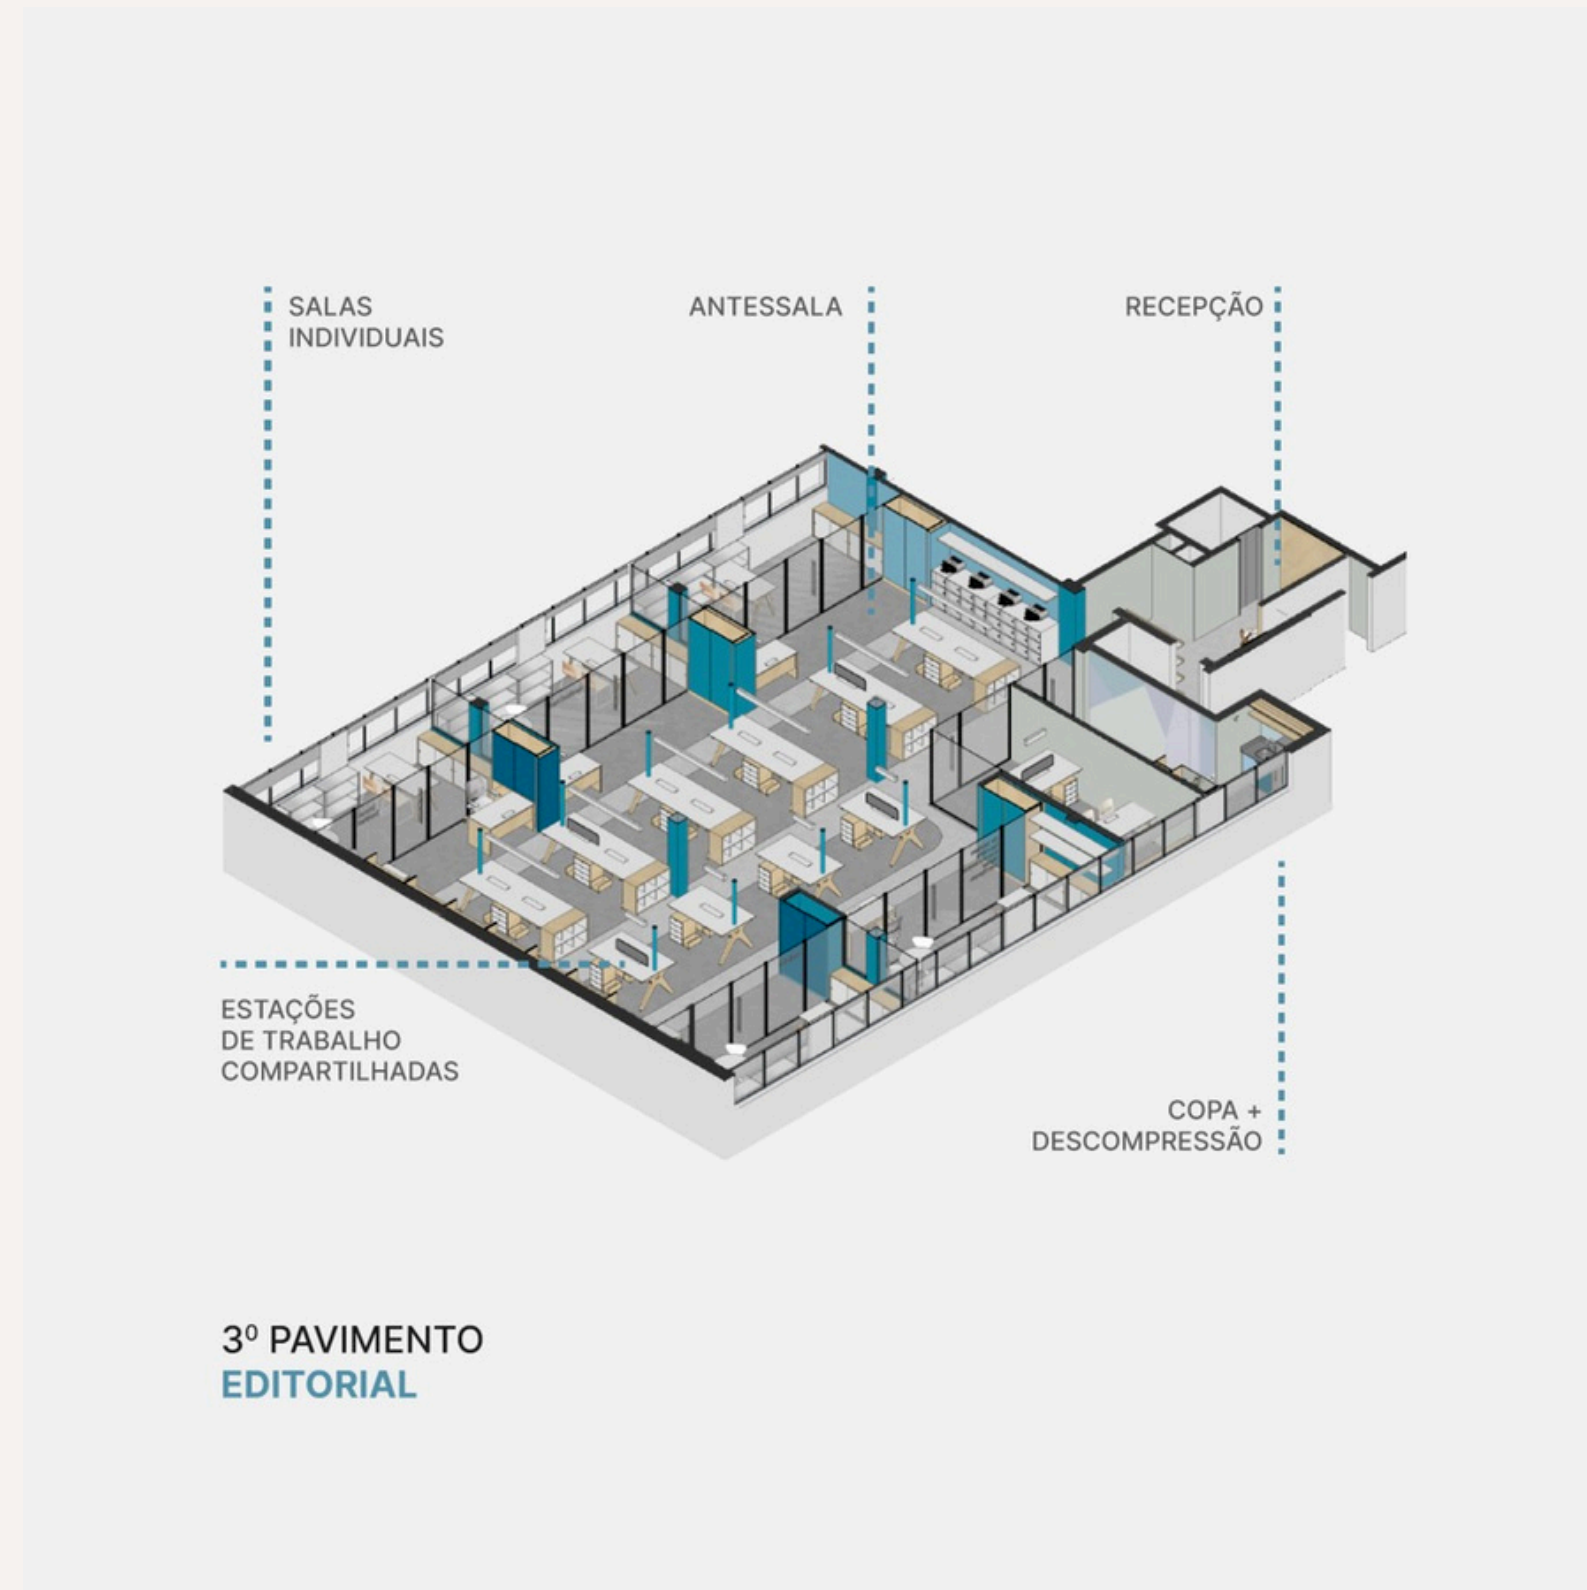 SALAS
INDIVIDUAIS
ANTESSALA
RECEPÇÃO
ESTAÇÕES
DE TRABALHO
COMPARTILHADAS
COPA +
DESCOMPRESSÃO
3º PAVIMENTO
EDITORIAL